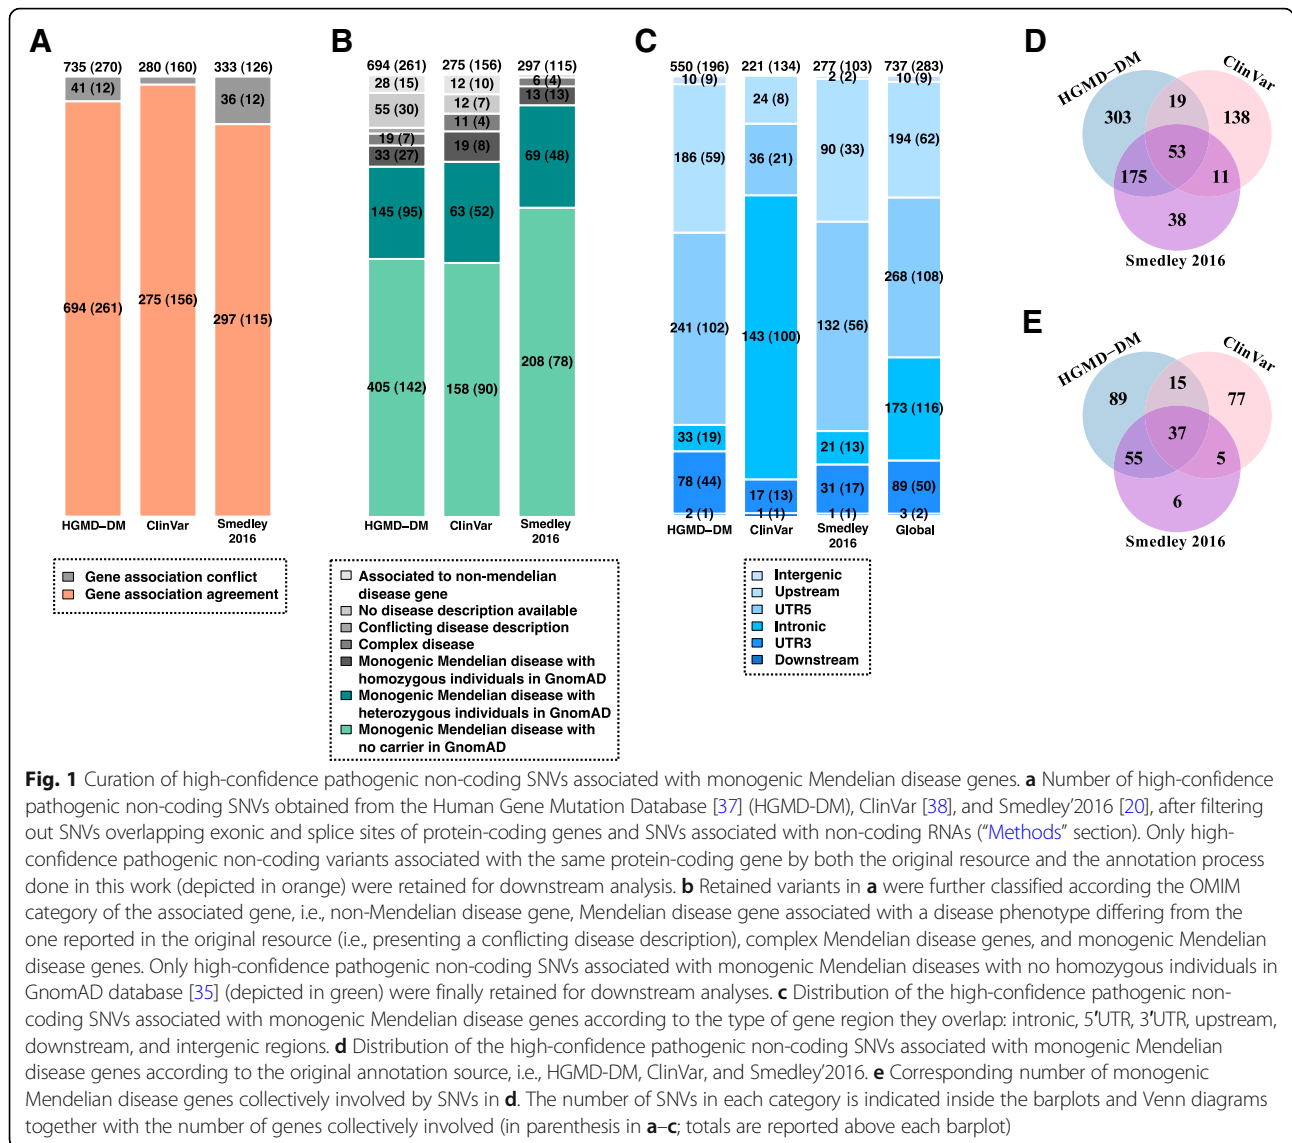 A
735 (270) 280 (160) 333 (126)
41 (12) 36 (12)
694 (261) 275 (156) 297 (115)
HGMD–DM ClinVar Smedley 2016
Gene association conflict
Gene association agreement
B
694 (261) 275 (156) 297 (115)
28 (15) 12 (10) 6 (4)
55 (30) 12 (7) 13 (13)
19 (7) 11 (4)
33 (27) 19 (8)
145 (95) 63 (52) 69 (48)
405 (142) 158 (90) 208 (78)
HGMD–DM ClinVar Smedley 2016
Associated to non-mendelian
disease gene
No disease description available
Conflicting disease description
Complex disease
Monogenic Mendelian disease with
homozygous individuals in GnomAD
Monogenic Mendelian disease with
heterozygous individuals in GnomAD
Monogenic Mendelian disease with
no carrier in GnomAD
C
550 (196) 221 (134) 277 (103) 737 (283)
10 (9) 2 (2) 10 (9)
186 (59) 24 (8) 90 (33) 194 (62)
241 (102) 36 (21) 132 (56) 268 (108)
33 (19) 143 (100) 21 (13) 173 (116)
78 (44) 17 (13) 31 (17) 89 (50)
2 (1) 1 (1) 1 (1) 3 (2)
HGMD–DM ClinVar Smedley 2016 Global
Intergenic
Upstream
UTR5
Intronic
UTR3
Downstream
D
HGMD–DM ClinVar
303 19 138
53
175 11
38
Smedley 2016
E
HGMD–DM ClinVar
89 15 77
37
55 5
6
Smedley 2016
Fig. 1 Curation of high-confidence pathogenic non-coding SNVs associated with monogenic Mendelian disease genes. a Number of high-confidence
pathogenic non-coding SNVs obtained from the Human Gene Mutation Database [37] (HGMD-DM), ClinVar [38], and Smedley’2016 [20], after filtering
out SNVs overlapping exonic and splice sites of protein-coding genes and SNVs associated with non-coding RNAs (“Methods” section). Only high-
confidence pathogenic non-coding variants associated with the same protein-coding gene by both the original resource and the annotation process
done in this work (depicted in orange) were retained for downstream analysis. b Retained variants in a were further classified according the OMIM
category of the associated gene, i.e., non-Mendelian disease gene, Mendelian disease gene associated with a disease phenotype differing from the
one reported in the original resource (i.e., presenting a conflicting disease description), complex Mendelian disease genes, and monogenic Mendelian
disease genes. Only high-confidence pathogenic non-coding SNVs associated with monogenic Mendelian diseases with no homozygous individuals in
GnomAD database [35] (depicted in green) were finally retained for downstream analyses. c Distribution of the high-confidence pathogenic non-
coding SNVs associated with monogenic Mendelian disease genes according to the type of gene region they overlap: intronic, 5′UTR, 3′UTR, upstream,
downstream, and intergenic regions. d Distribution of the high-confidence pathogenic non-coding SNVs associated with monogenic Mendelian
disease genes according to the original annotation source, i.e., HGMD-DM, ClinVar, and Smedley’2016. e Corresponding number of monogenic
Mendelian disease genes collectively involved by SNVs in d. The number of SNVs in each category is indicated inside the barplots and Venn diagrams
together with the number of genes collectively involved (in parenthesis in a–c; totals are reported above each barplot)